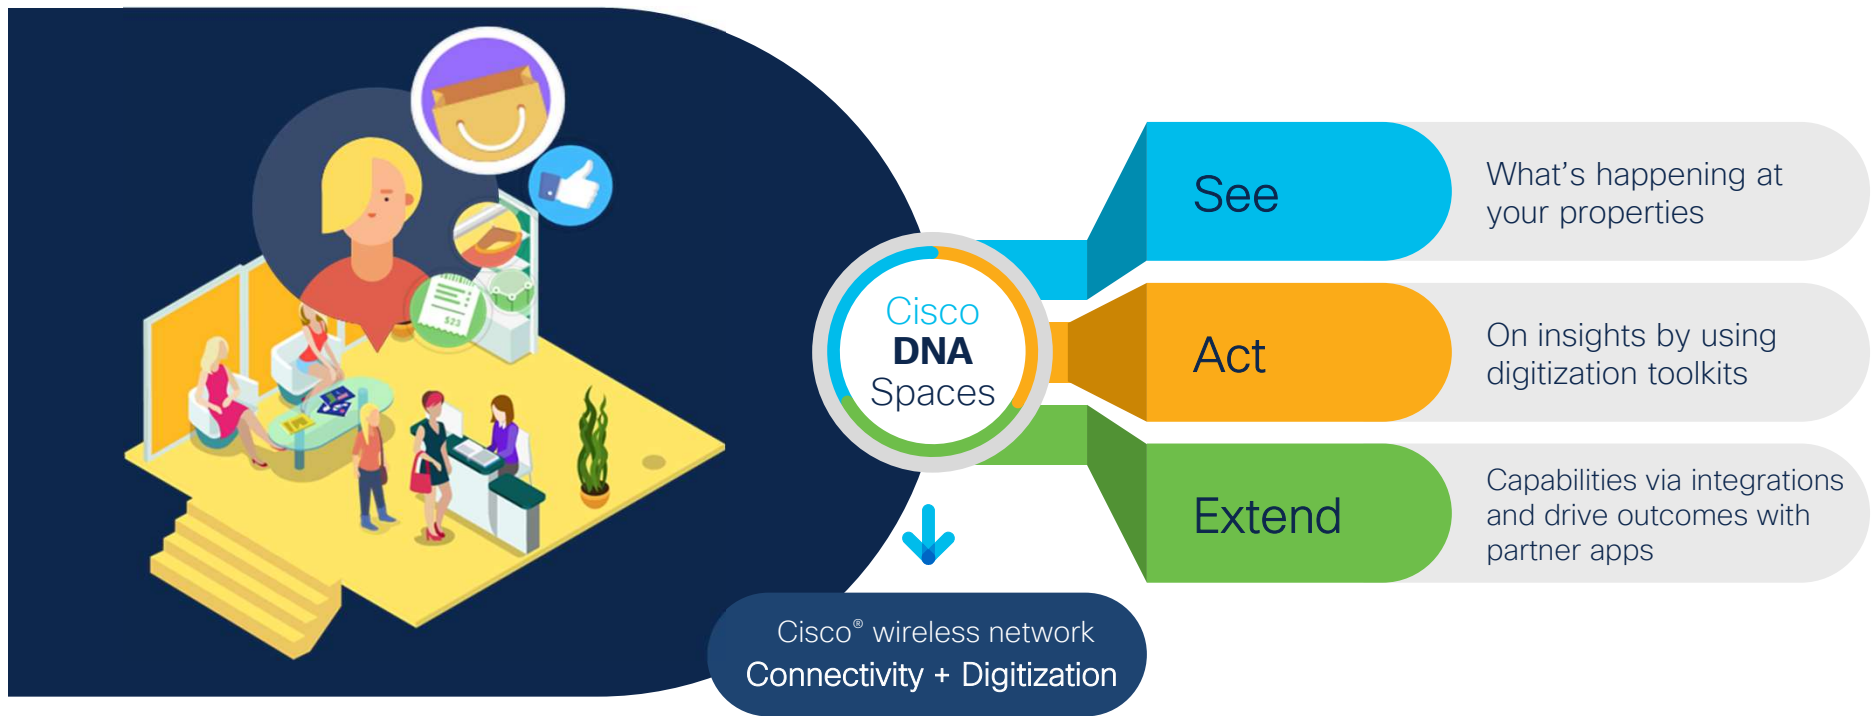 $23
Cisco
DNA
Spaces
See
What's happening at
your properties
Act
On insights by using
digitization toolkits
Extend
Capabilities via integrations
and drive outcomes with
partner apps
Cisco® wireless network
Connectivity + Digitization